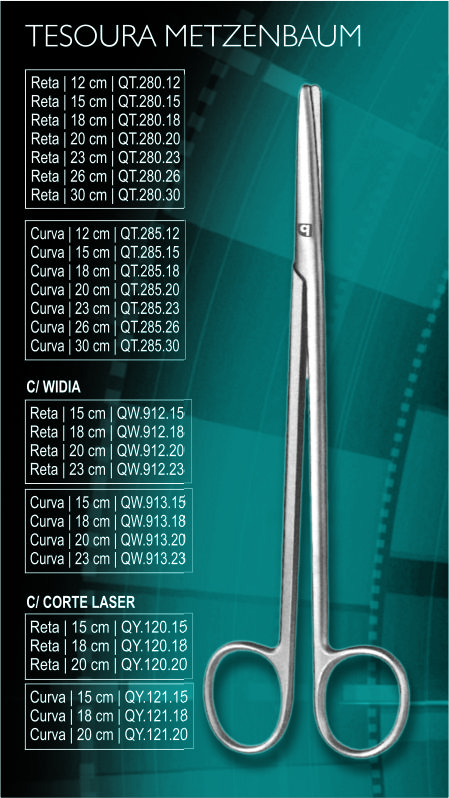 TESOURA METZENBAUM
Reta | 12 cm | QT.280.12
Reta | 15 cm | QT.280.15
Reta | 18 cm | QT.280.18
Reta | 20 cm | QT.280.20
Reta | 23 cm | QT.280.23
Reta | 26 cm | QT.280.26
Reta | 30 cm | QT.280.30
Curva | 12 cm | QT.285.12
Curva | 15 cm | QT.285.15
Curva | 18 cm | QT.285.18
Curva | 20 cm | QT.285.20
Curva | 23 cm | QT.285.23
Curva | 26 cm | QT.285.26
Curva | 30 cm | QT.285.30
C/ WIDIA
Reta | 15 cm | QW.912.15
Reta | 18 cm | QW.912.18
Reta | 20 cm | QW.912.20
Reta | 23 cm | QW.912.23
Curva | 15 cm | QW.913.15
Curva | 18 cm | QW.913.18
Curva | 20 cm | QW.913.20
Curva | 23 cm | QW.913.23
C/ CORTE LASER
Reta | 15 cm | QY.120.15
Reta | 18 cm | QY.120.18
Reta | 20 cm | QY.120.20
Curva | 15 cm | QY.121.15
Curva | 18 cm | QY.121.18
Curva | 20 cm | QY.121.20